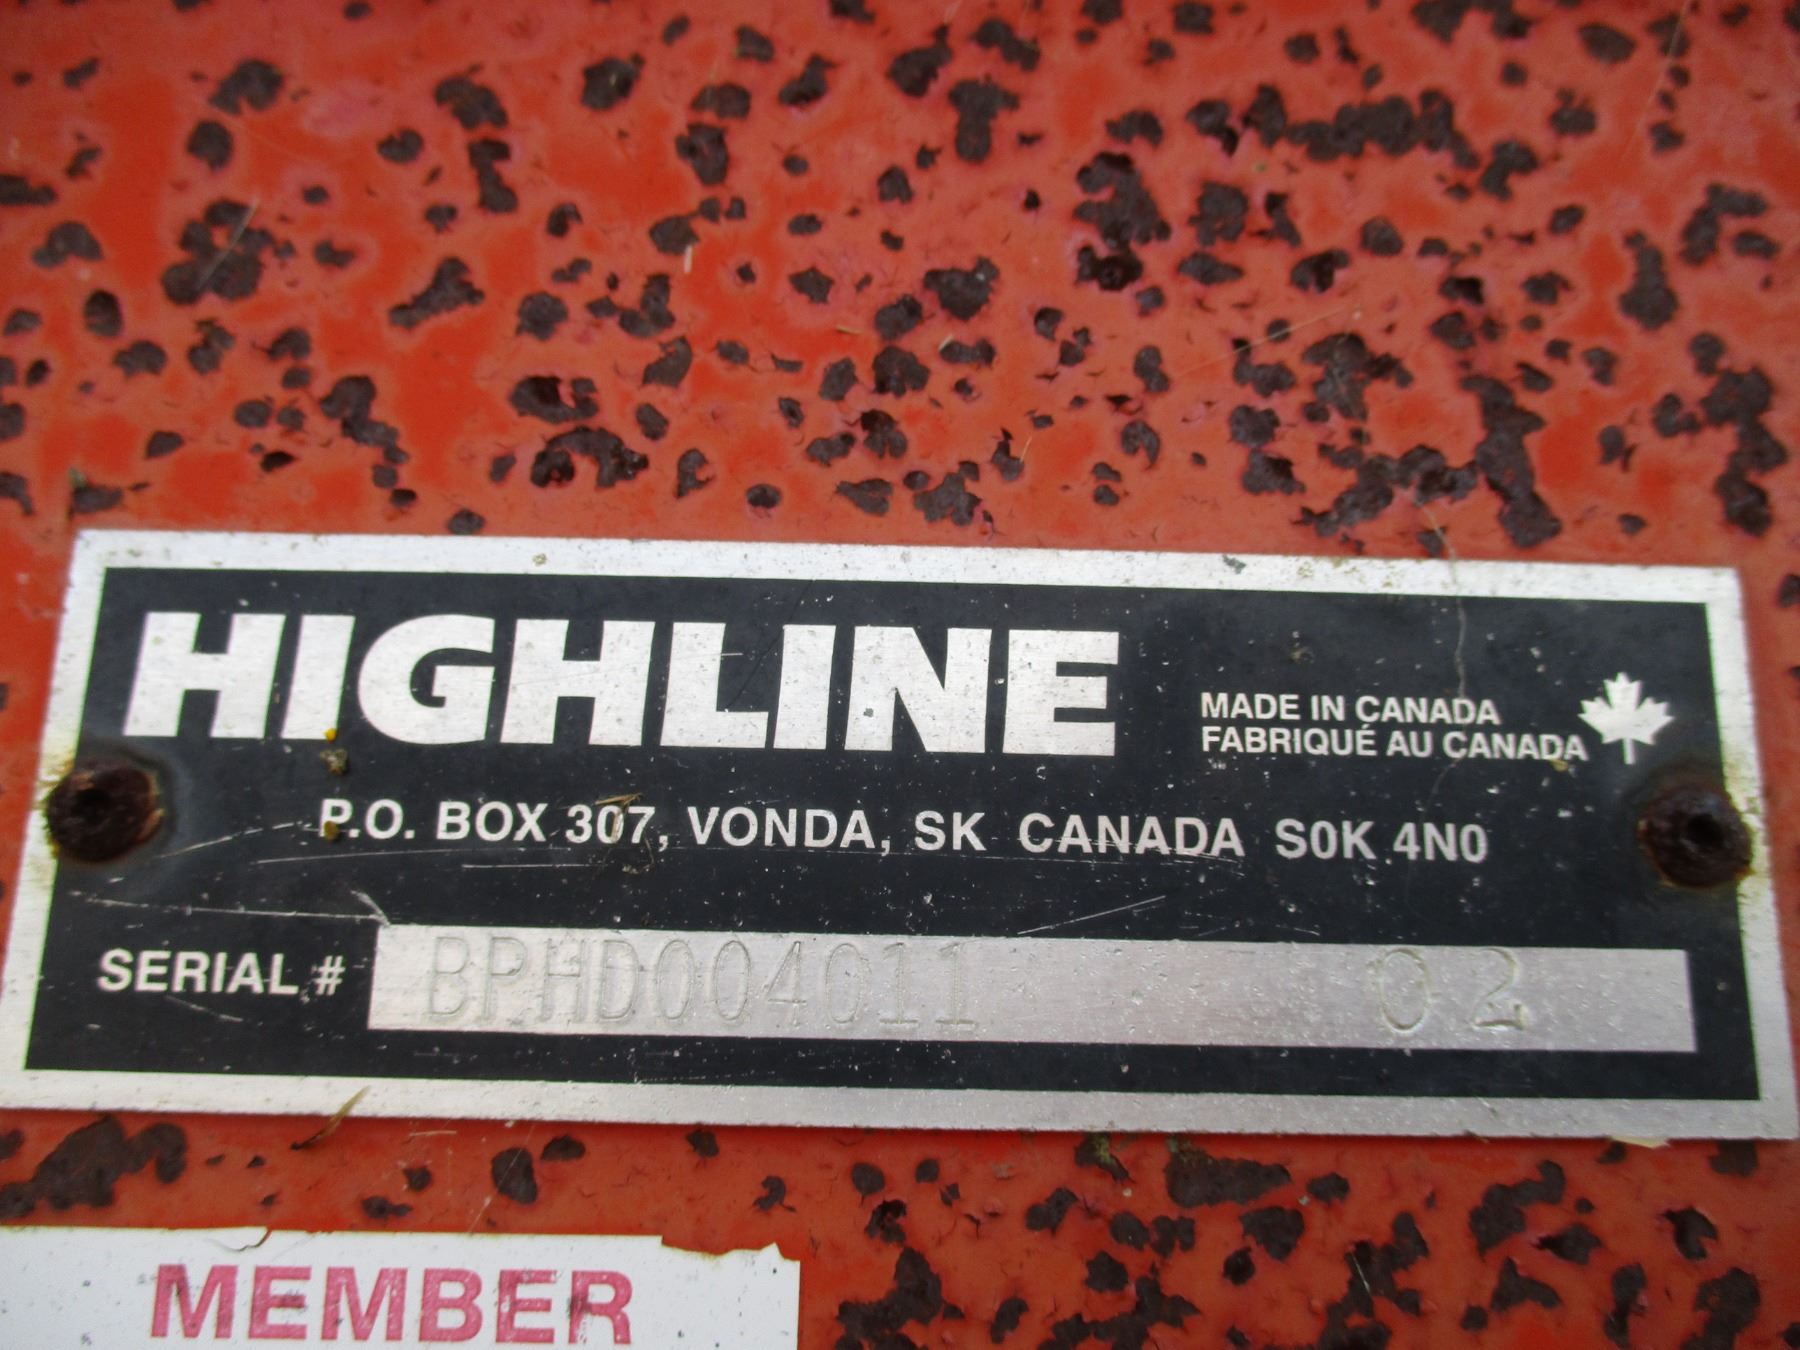 HIGHLINE
MADE IN CANADA
FABRIQUÉ AU CANADA
P.O. BOX 307, VONDA, SK CANADA S0K 4N0
SERIAL # BPHD004011 02
MEMBER